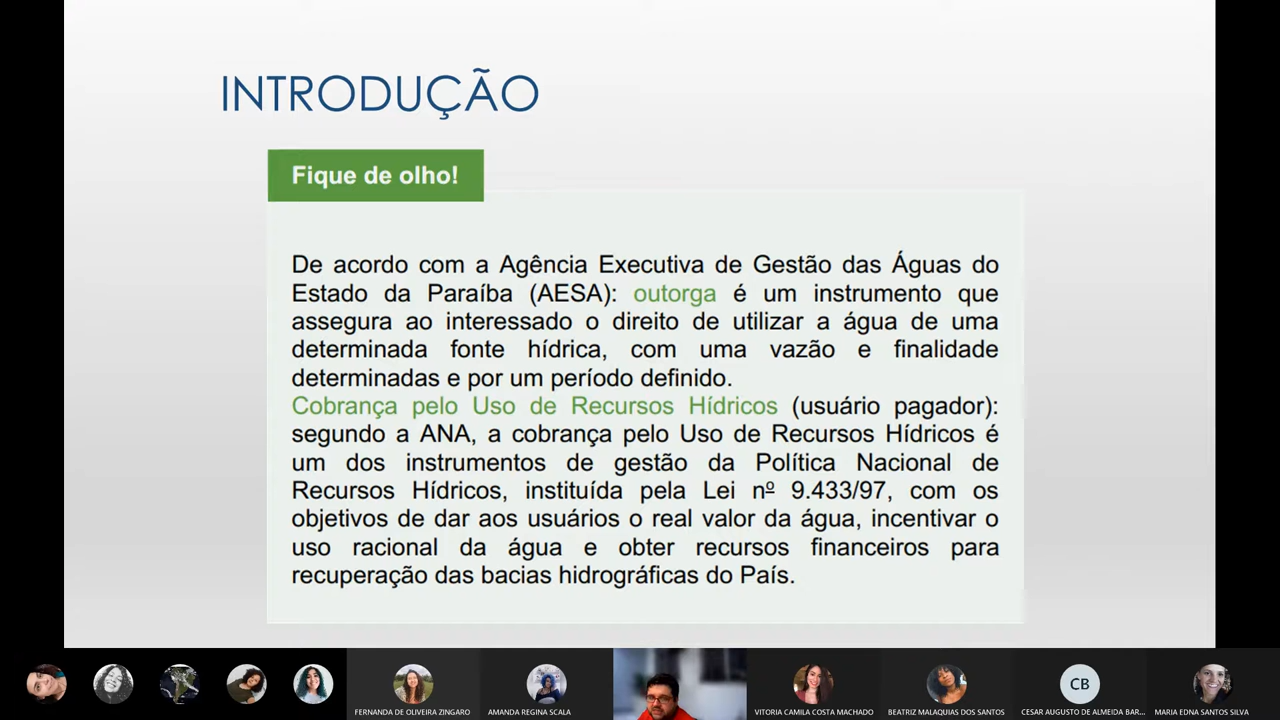 INTRODUÇÃO
Fique de olho!
De acordo com a Agência Executiva de Gestão das Águas do
Estado da Paraíba (AESA): outorga é um instrumento que
assegura ao interessado o direito de utilizar a água de uma
determinada fonte hídrica, com uma vazão e finalidade
determinadas e por um período definido.
Cobrança pelo Uso de Recursos Hídricos (usuário pagador):
segundo a ANA, a cobrança pelo Uso de Recursos Hídricos é
um dos instrumentos de gestão da Política Nacional de
Recursos Hídricos, instituída pela Lei nº 9.433/97, com os
objetivos de dar aos usuários o real valor da água, incentivar o
uso racional da água e obter recursos financeiros para
recuperação das bacias hidrográficas do País.
CB
FERNANDA DE OLIVEIRA ZINGARO
AMANDA REGINA SCALA
VITORIA CAMILA COSTA MACHADO
BEATRIZ MALAQUIAS DOS SANTOS
CESAR AUGUSTO DE ALMEIDA BAR...
MARIA EDNA SANTOS SILVA